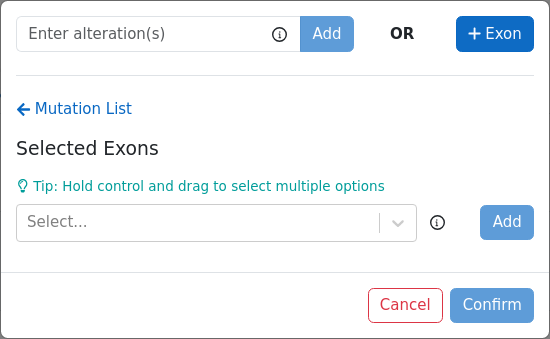 Enter alteration(s) Add OR + Exon
Mutation List
Selected Exons
Tip: Hold control and drag to select multiple options
Select... Add
Cancel Confirm